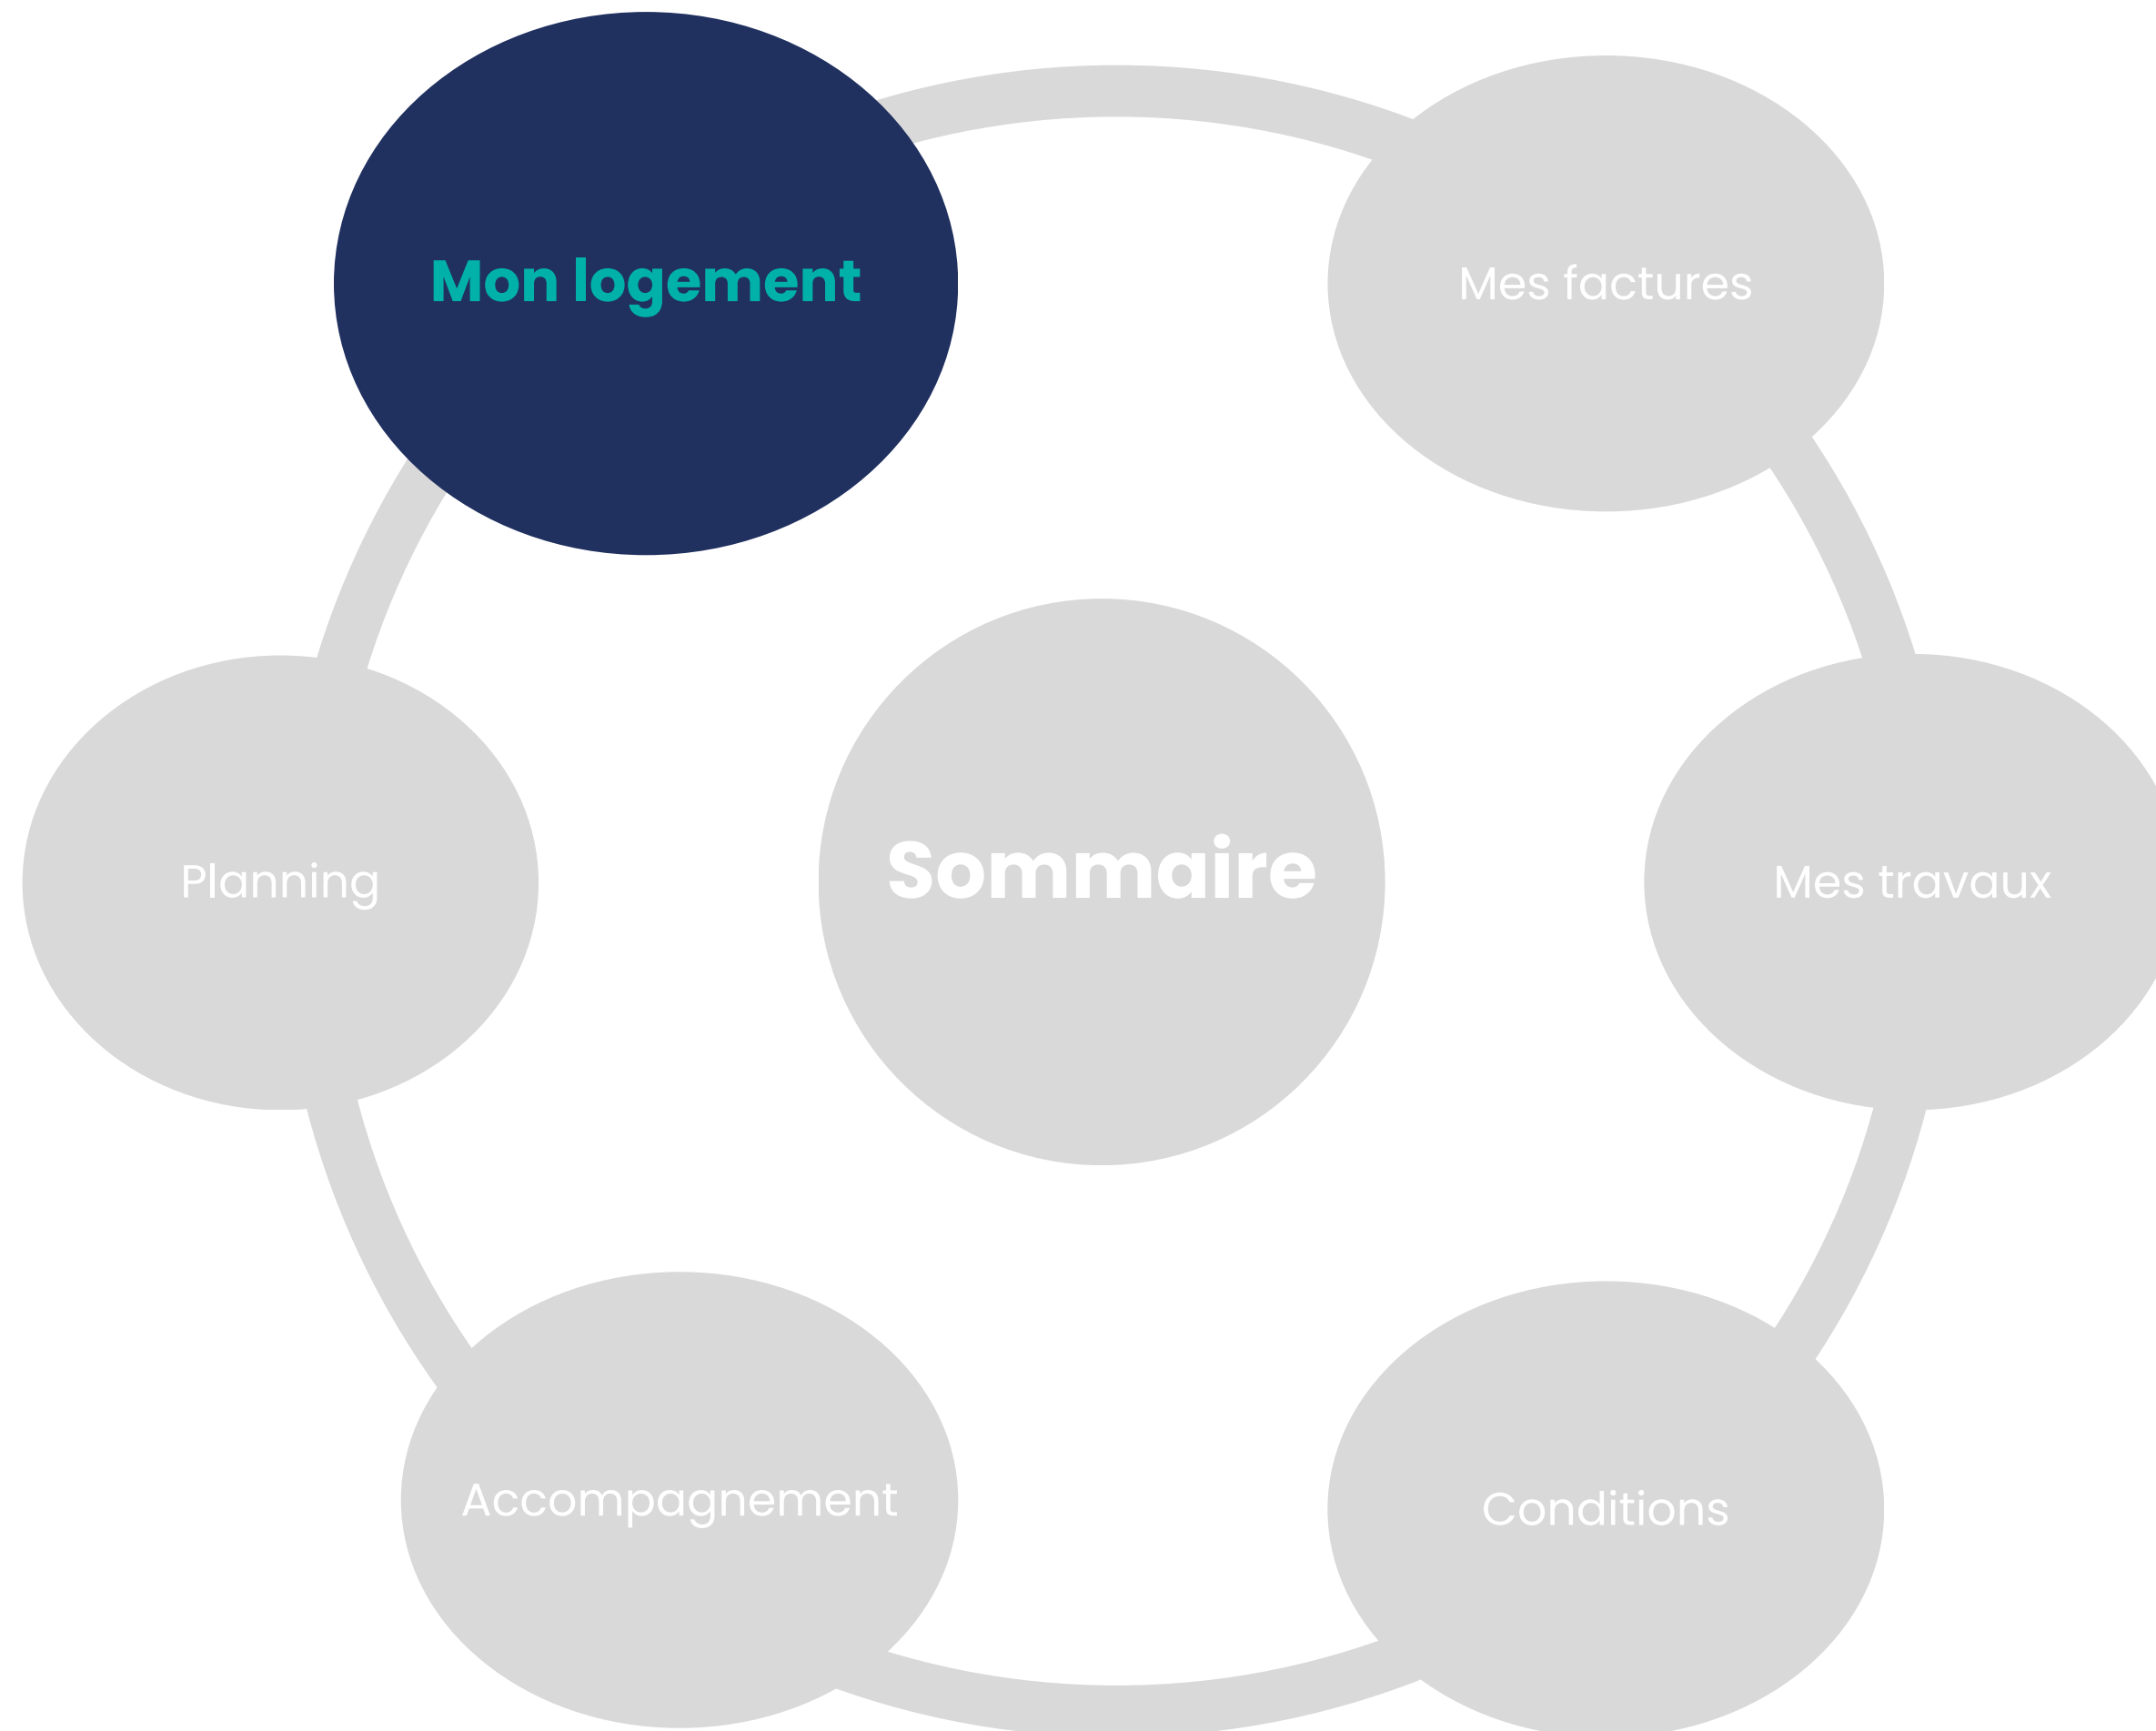 Mon logement
Mes factures
Planning
Sommaire
Mes travaux
Accompagnement
Conditions